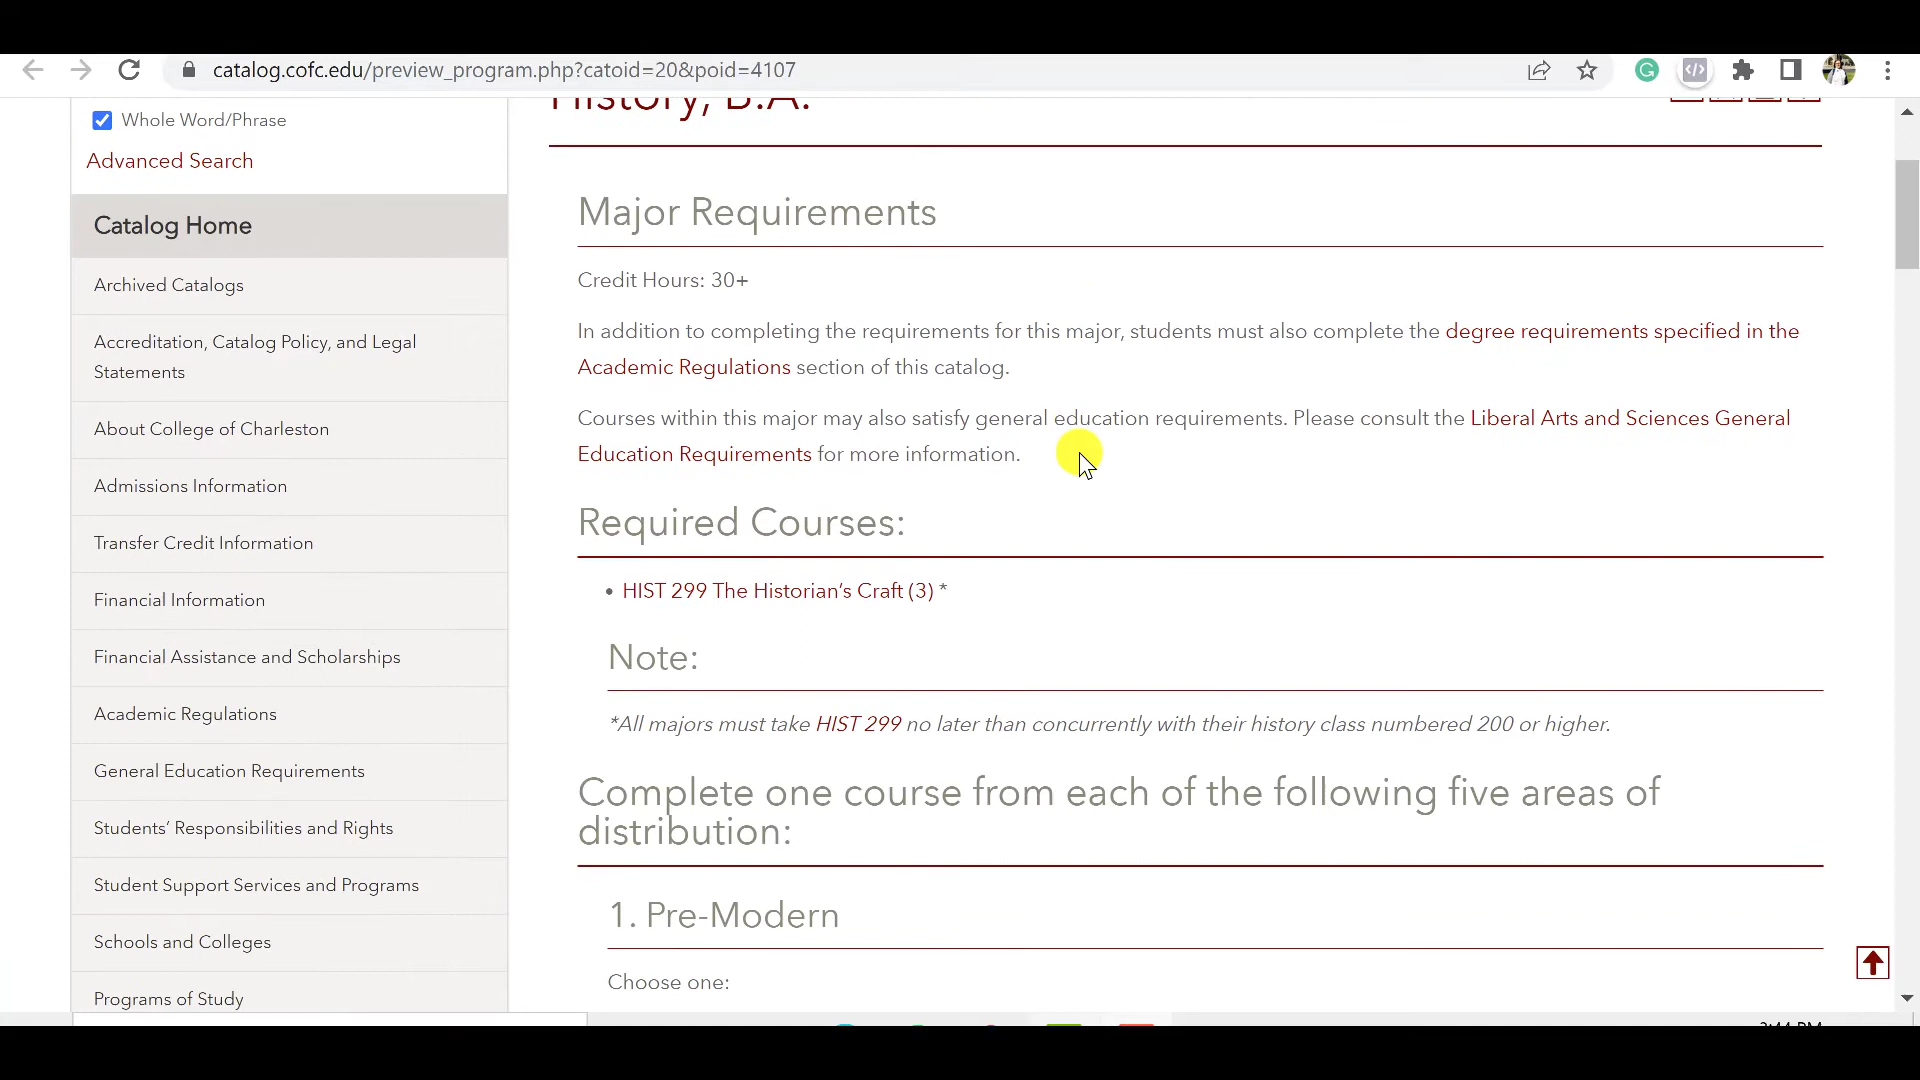 catalog.cofc.edu/preview_program.php?catoid=20&poid=4107
Whole Word/Phrase
Advanced Search
Catalog Home
Archived Catalogs
Accreditation, Catalog Policy, and Legal
Statements
About College of Charleston
Admissions Information
Transfer Credit Information
Financial Information
Financial Assistance and Scholarships
Academic Regulations
General Education Requirements
Students’ Responsibilities and Rights
Student Support Services and Programs
Schools and Colleges
Programs of Study
History, B.A.
Major Requirements
Credit Hours: 30+
In addition to completing the requirements for this major, students must also complete the degree requirements specified in the
Academic Regulations section of this catalog.
Courses within this major may also satisfy general education requirements. Please consult the Liberal Arts and Sciences General
Education Requirements for more information.
Required Courses:
• HIST 299 The Historian’s Craft (3) *
Note:
*All majors must take HIST 299 no later than concurrently with their history class numbered 200 or higher.
Complete one course from each of the following five areas of
distribution:
1. Pre-Modern
Choose one: